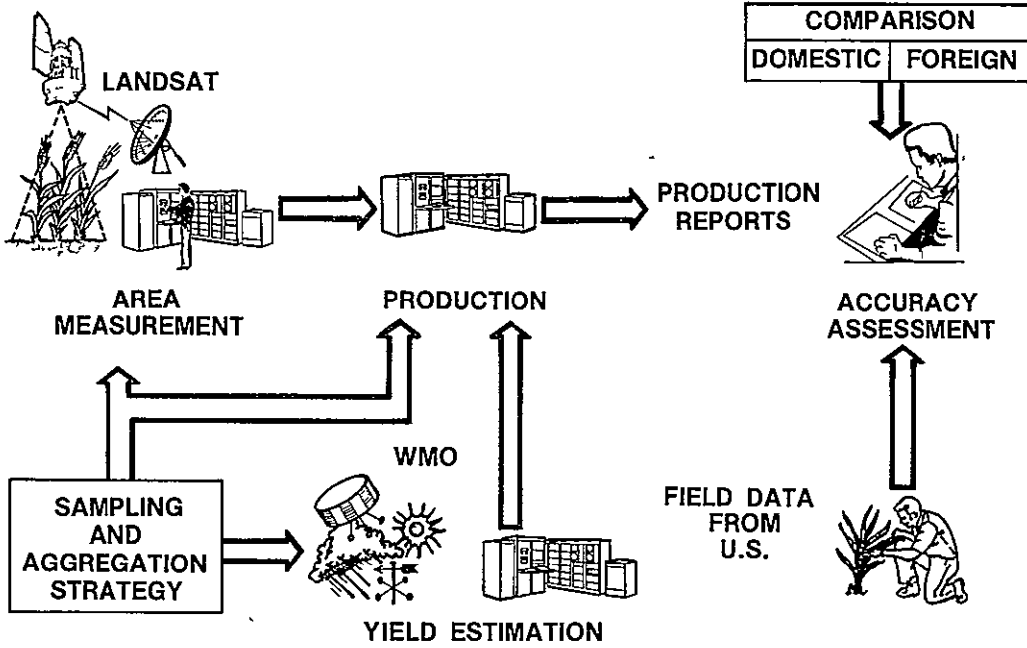 COMPARISON
DOMESTIC
FOREIGN
LANDSAT
PRODUCTION
REPORTS
AREA
MEASUREMENT
PRODUCTION
ACCURACY
ASSESSMENT
WMO
SAMPLING
AND
AGGREGATION
STRATEGY
FIELD DATA
FROM
U.S.
YIELD ESTIMATION